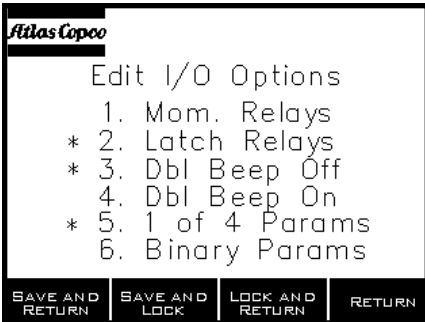 Atlas Copco
Edit I/O Options
1. Mom. Relays
* 2. Latch Relays
* 3. Dbl Beep Off
4. Dbl Beep On
* 5. 1 of 4 Params
6. Binary Params
SAVE AND RETURN
SAVE AND LOCK
LOCK AND RETURN
RETURN